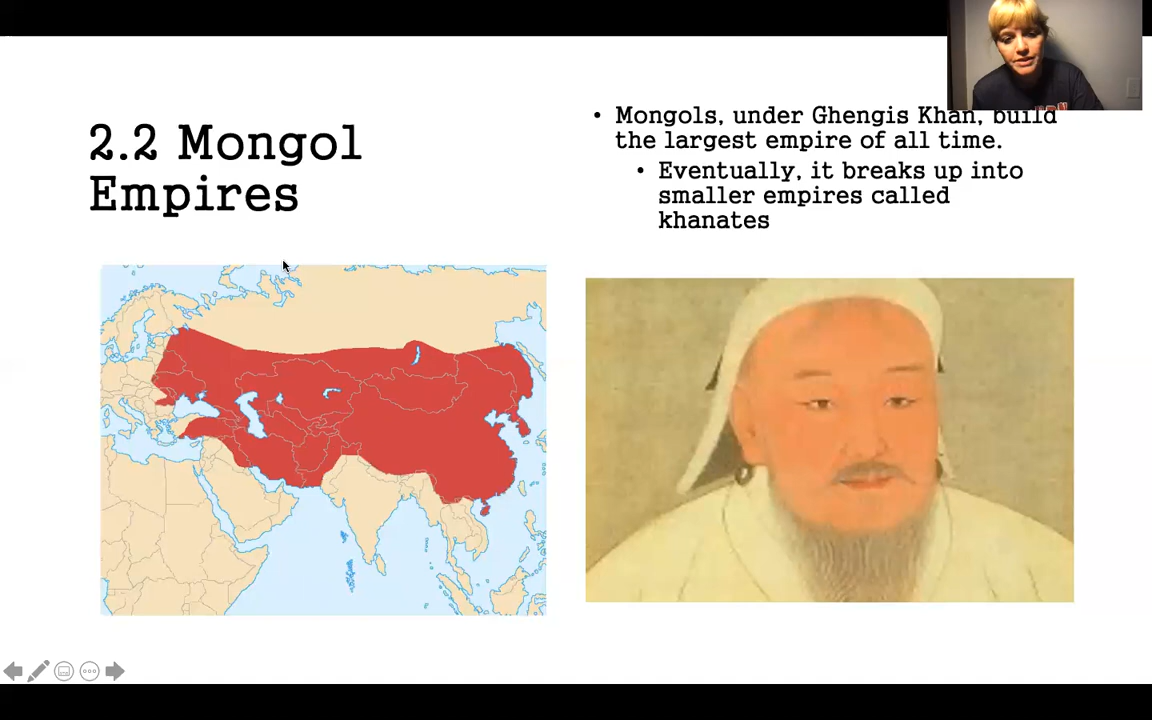 2.2 Mongol
Empires
• Mongols, under Ghengis Khan, build
the largest empire of all time.
• Eventually, it breaks up into
smaller empires called
khanates